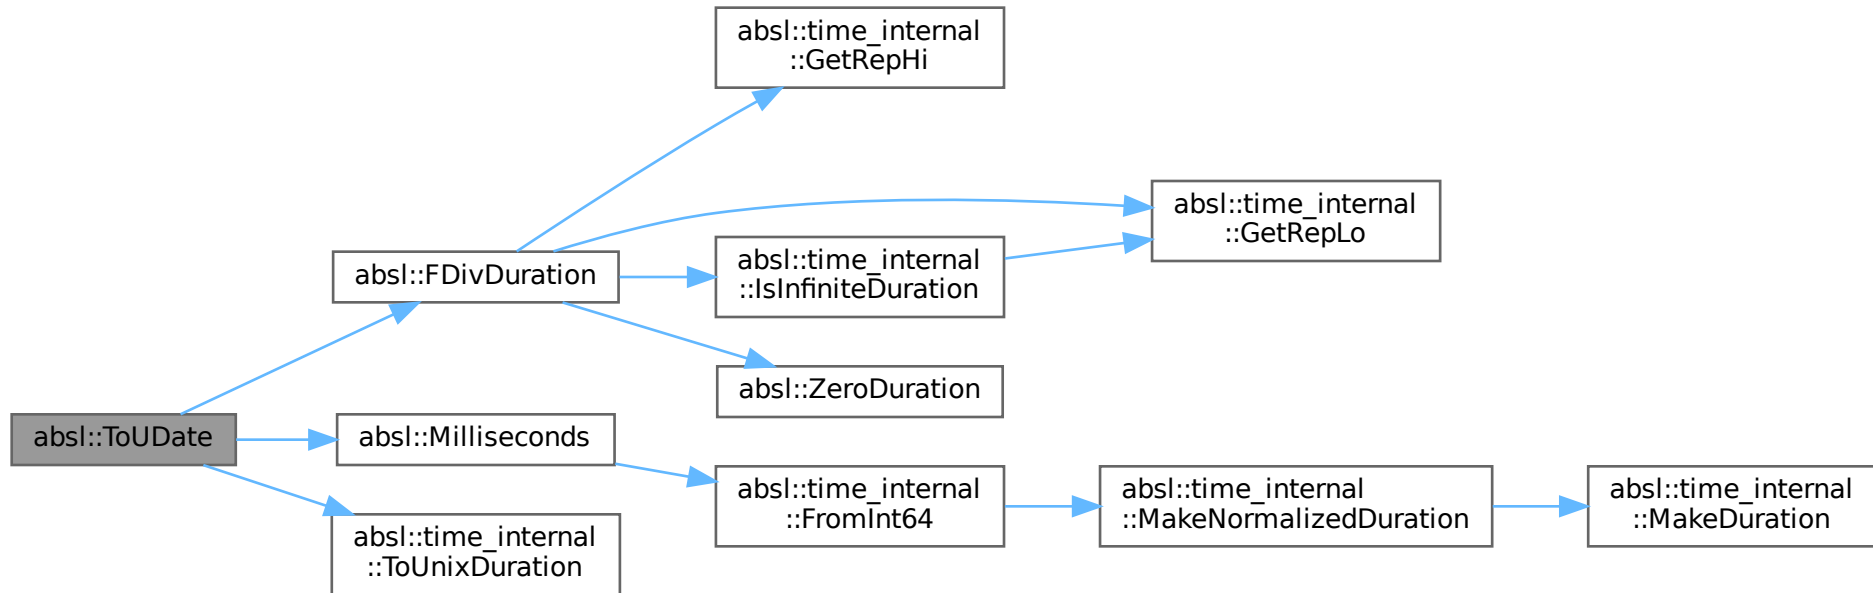 absl::time_internal
::GetRepHi
absl::time_internal
::GetRepLo
absl::FDivDuration
absl::time_internal
::IsInfiniteDuration
absl::ZeroDuration
absl::ToUDate
absl::Milliseconds
absl::time_internal
::FromInt64
absl::time_internal
::MakeNormalizedDuration
absl::time_internal
::MakeDuration
absl::time_internal
::ToUnixDuration